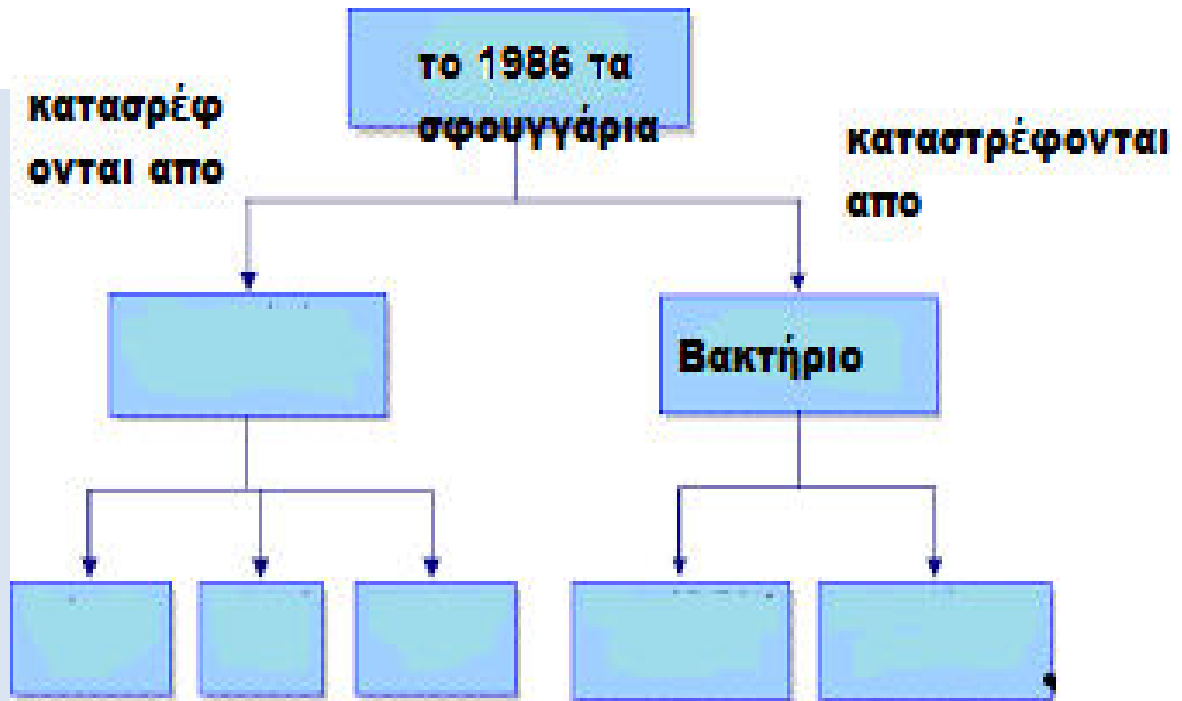 το 1986 τα
σφουγγάρια
κατασρέφ
ονται απο
καταστρέφονται
απο
Βακτήριο